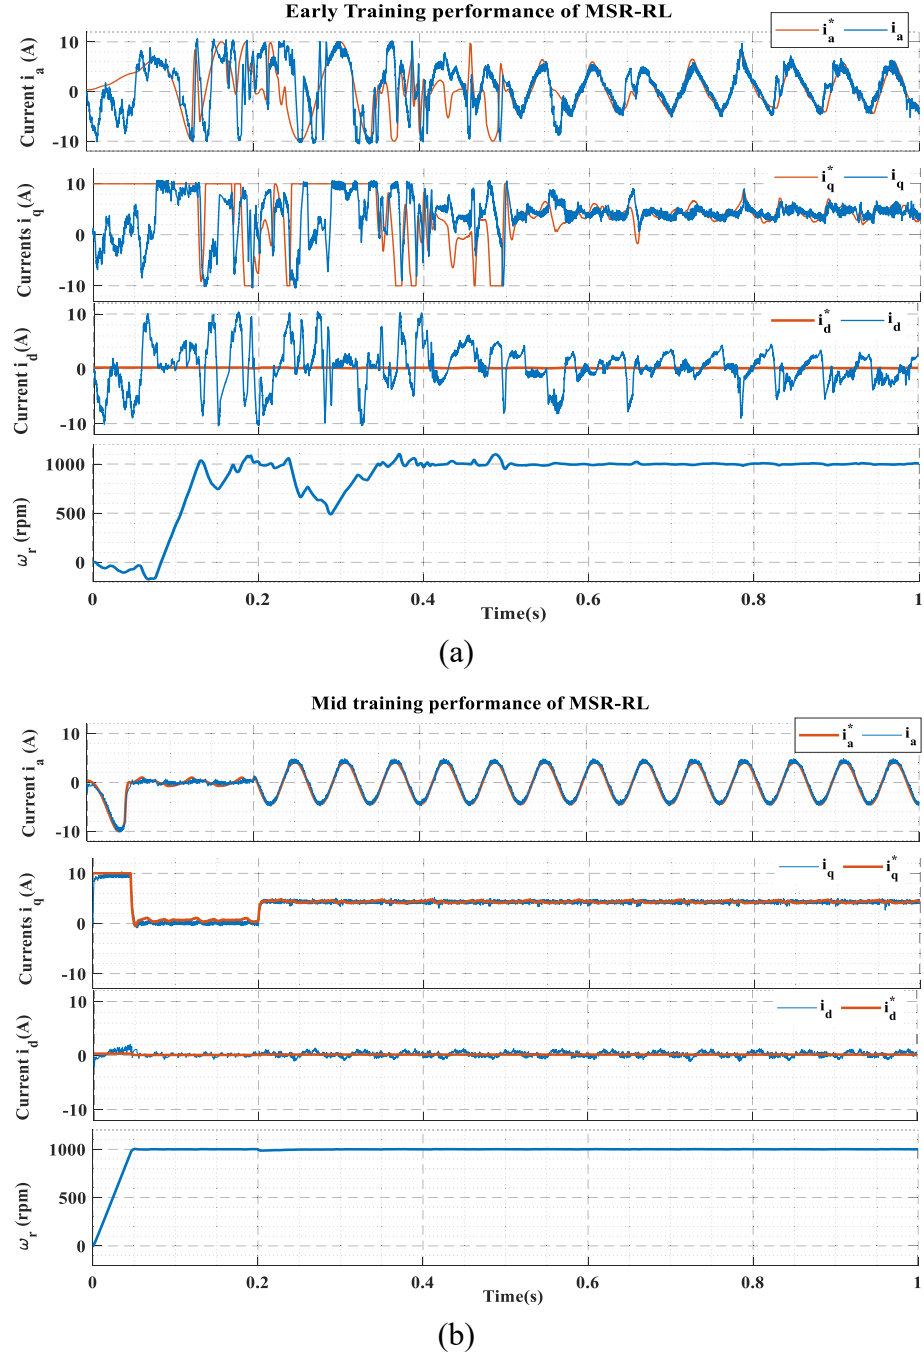 Early Training performance of MSR-RL
i*a ia
Current ia (A)
10
0
-10
i*q iq
Currents iq(A)
10
0
-10
i*d id
Current id(A)
10
0
-10
ωr (rpm)
1000
500
0
0 0.2 0.4 0.6 0.8 1
Time(s)
(a)
Mid training performance of MSR-RL
i*a ia
Current ia (A)
10
0
-10
iq i*q
Currents iq(A)
10
0
-10
id i*d
Current id(A)
10
0
-10
ωr (rpm)
1000
500
0
0 0.2 0.4 0.6 0.8 1
Time(s)
(b)